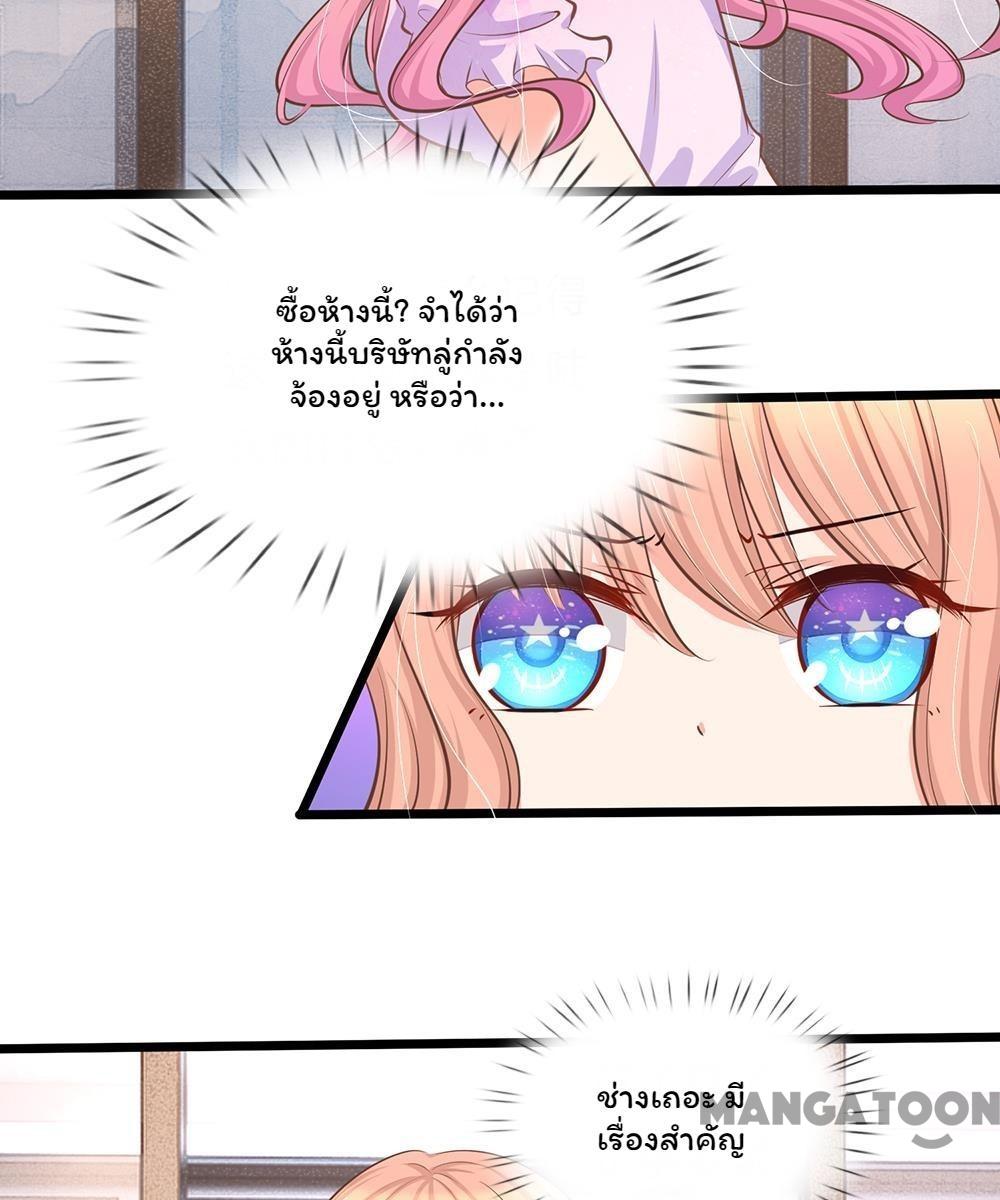 ซื้อห้างนี้? จำได้ว่า
ห้างนี้บริษัทลู่กำลัง
จ้องอยู่ หรือว่า...
ช่างเถอะ มี
เรื่องสำคัญ
MANGATOON